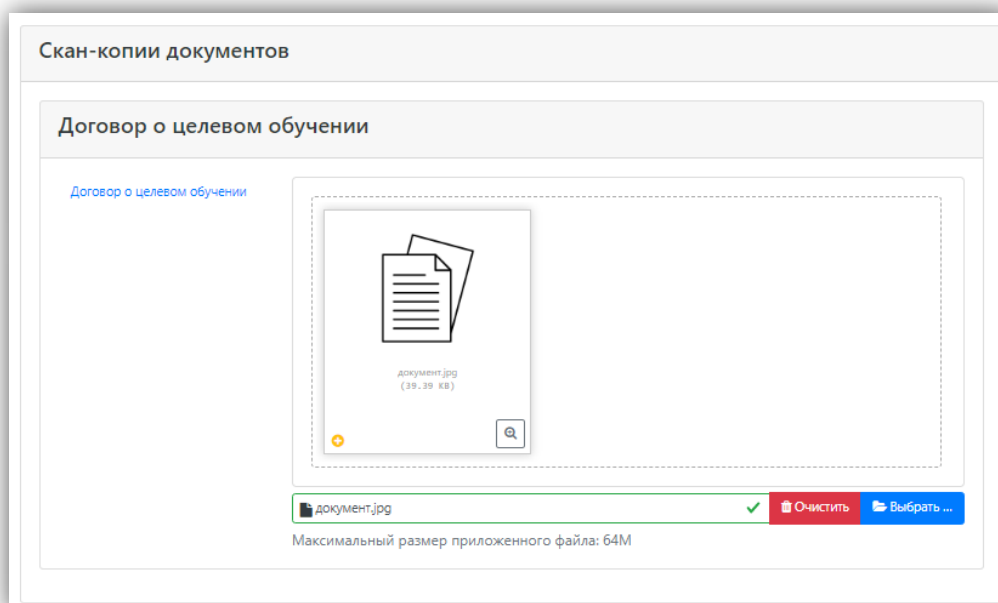 Скан-копии документов
Договор о целевом обучении
Договор о целевом обучении
документ.jpg
(39.39 KB)
документ.jpg
Очистить
Выбрать ...
Максимальный размер приложенного файла: 64M